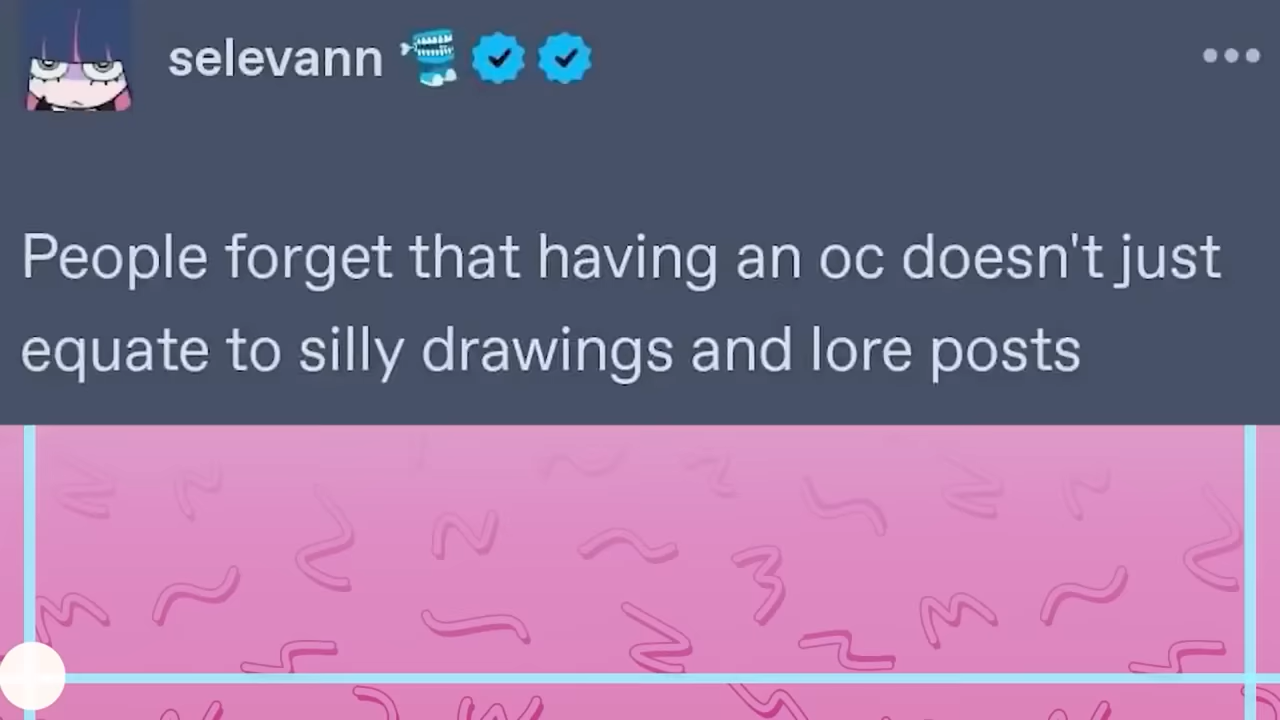 selevann
People forget that having an oc doesn't just
equate to silly drawings and lore posts